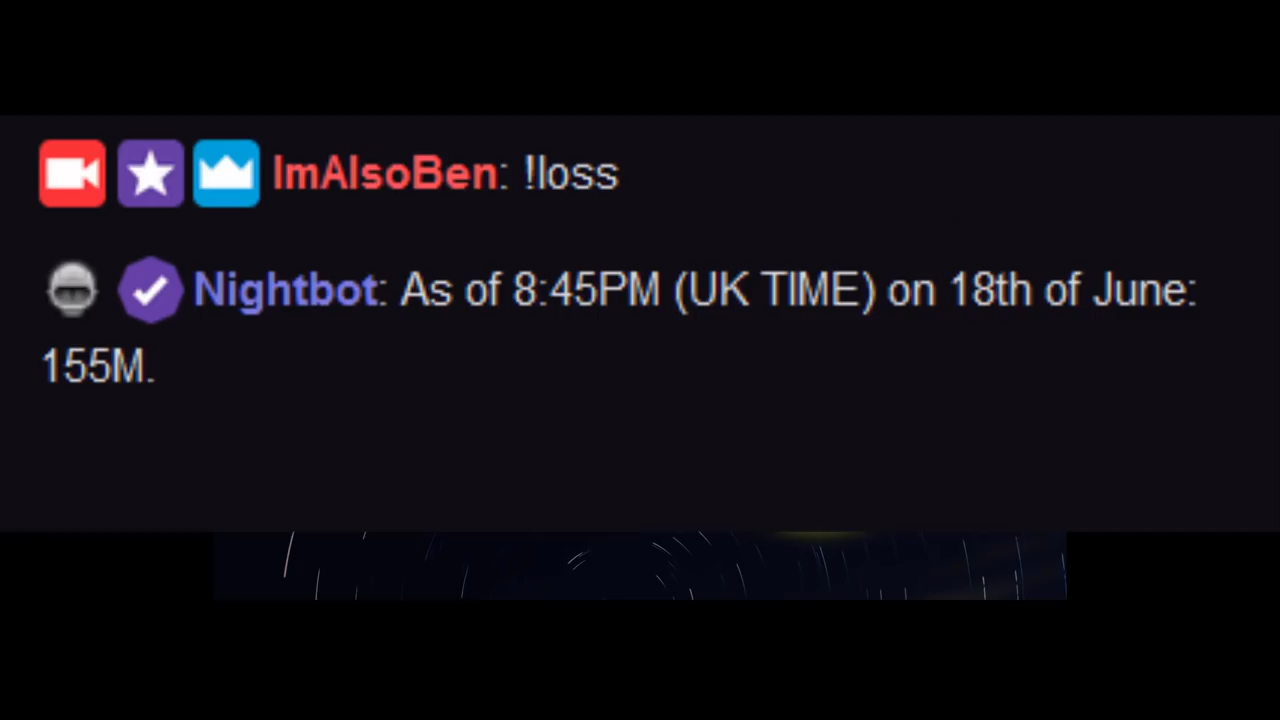 ImAlsoBen: !loss
Nightbot: As of 8:45PM (UK TIME) on 18th of June:
155M.